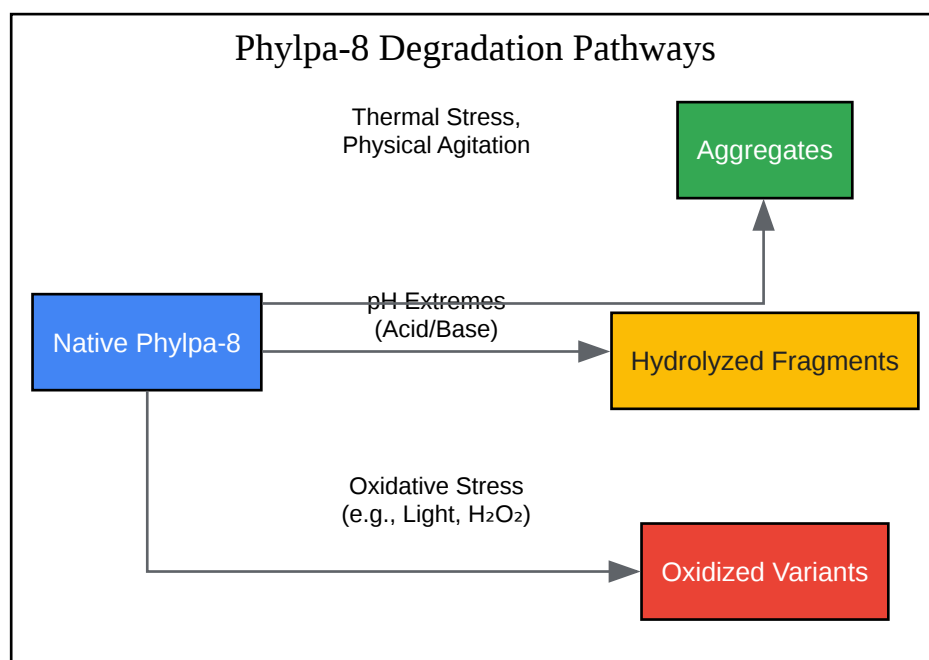 Phylpa-8 Degradation Pathways
Thermal Stress,
Physical Agitation
Aggregates
Native Phylpa-8
pH Extremes
(Acid/Base)
Hydrolyzed Fragments
Oxidative Stress
(e.g., Light, H₂O₂)
Oxidized Variants